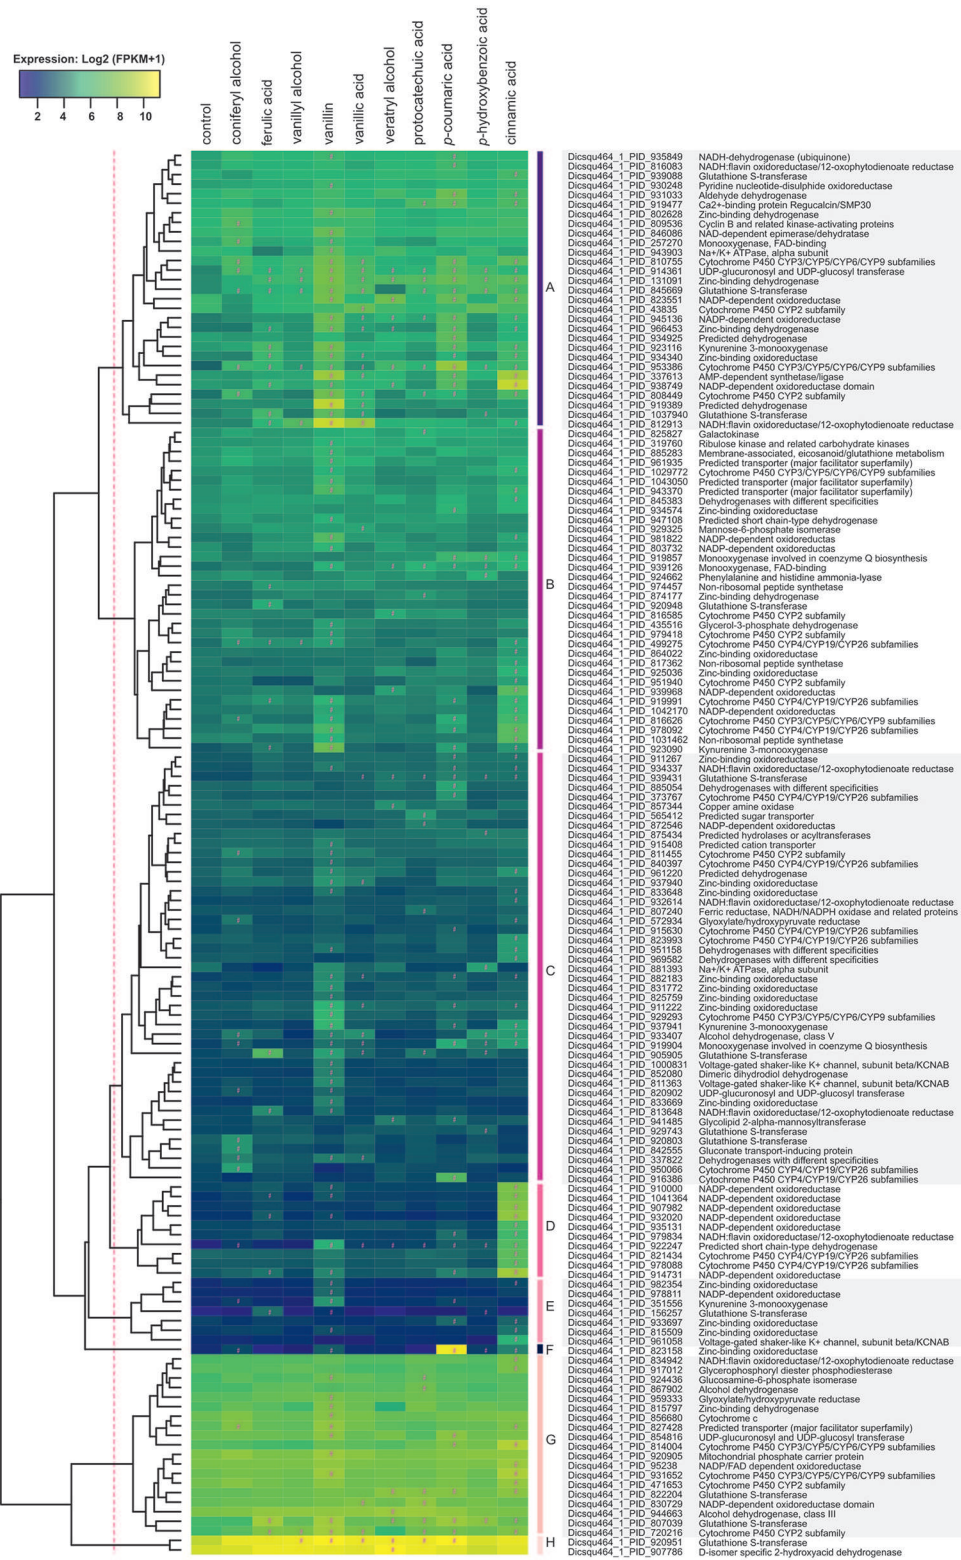 Expression: Log2 (FPKM+1)
2 4 6 8 10
control
coniferyl alcohol
ferulic acid
vanillyl alcohol
vanillin
vanillic acid
veratryl alcohol
protocatechuic acid
p-coumaric acid
p-hydroxybenzoic acid
cinnamic acid
A
B
C
D
E
F
G
H
Dicsqu464_1_PID_935849 NADH-dehydrogenase (ubiquinone)
Dicsqu464_1_PID_816083 NADH:flavin oxidoreductase/12-oxophytodienoate reductase
Dicsqu464_1_PID_939088 Glutathione S-transferase
Dicsqu464_1_PID_930248 Pyridine nucleotide-disulphide oxidoreductase
Dicsqu464_1_PID_931033 Aldehyde dehydrogenase
Dicsqu464_1_PID_919477 Ca2+-binding protein Regucalcin/SMP30
Dicsqu464_1_PID_802628 Zinc-binding dehydrogenase
Dicsqu464_1_PID_809536 Cyclin B and related kinase-activating proteins
Dicsqu464_1_PID_846086 NAD-dependent epimerase/dehydratase
Dicsqu464_1_PID_257270 Monooxygenase, FAD-binding
Dicsqu464_1_PID_943903 Na+/K+ ATPase, alpha subunit
Dicsqu464_1_PID_810755 Cytochrome P450 CYP3/CYP5/CYP6/CYP9 subfamilies
Dicsqu464_1_PID_914361 UDP-glucuronosyl and UDP-glucosyl transferase
Dicsqu464_1_PID_131091 Zinc-binding dehydrogenase
Dicsqu464_1_PID_845669 Glutathione S-transferase
Dicsqu464_1_PID_823551 NADP-dependent oxidoreductase
Dicsqu464_1_PID_43835 Cytochrome P450 CYP2 subfamily
Dicsqu464_1_PID_945136 NADP-dependent oxidoreductase
Dicsqu464_1_PID_966453 Zinc-binding dehydrogenase
Dicsqu464_1_PID_934925 Predicted dehydrogenase
Dicsqu464_1_PID_923116 Kynurenine 3-monooxygenase
Dicsqu464_1_PID_934340 Zinc-binding oxidoreductase
Dicsqu464_1_PID_953386 Cytochrome P450 CYP3/CYP5/CYP6/CYP9 subfamilies
Dicsqu464_1_PID_337613 AMP-dependent synthetase/ligase
Dicsqu464_1_PID_938749 NADP-dependent oxidoreductase domain
Dicsqu464_1_PID_808449 Cytochrome P450 CYP2 subfamily
Dicsqu464_1_PID_919389 Predicted dehydrogenase
Dicsqu464_1_PID_1037940 Glutathione S-transferase
Dicsqu464_1_PID_812913 NADH:flavin oxidoreductase/12-oxophytodienoate reductase
Dicsqu464_1_PID_825827 Galactokinase
Dicsqu464_1_PID_319760 Ribulose kinase and related carbohydrate kinases
Dicsqu464_1_PID_885283 Membrane-associated, eicosanoid/glutathione metabolism
Dicsqu464_1_PID_961935 Predicted transporter (major facilitator superfamily)
Dicsqu464_1_PID_1029772 Cytochrome P450 CYP3/CYP5/CYP6/CYP9 subfamilies
Dicsqu464_1_PID_1043050 Predicted transporter (major facilitator superfamily)
Dicsqu464_1_PID_943370 Predicted transporter (major facilitator superfamily)
Dicsqu464_1_PID_845383 Dehydrogenases with different specificities
Dicsqu464_1_PID_934574 Zinc-binding oxidoreductase
Dicsqu464_1_PID_947108 Predicted short chain-type dehydrogenase
Dicsqu464_1_PID_929325 Mannose-6-phosphate isomerase
Dicsqu464_1_PID_981822 NADP-dependent oxidoreductas
Dicsqu464_1_PID_803732 NADP-dependent oxidoreductas
Dicsqu464_1_PID_919857 Monooxygenase involved in coenzyme Q biosynthesis
Dicsqu464_1_PID_939126 Monooxygenase, FAD-binding
Dicsqu464_1_PID_924662 Phenylalanine and histidine ammonia-lyase
Dicsqu464_1_PID_974457 Non-ribosomal peptide synthetase
Dicsqu464_1_PID_874177 Zinc-binding dehydrogenase
Dicsqu464_1_PID_920948 Glutathione S-transferase
Dicsqu464_1_PID_816585 Cytochrome P450 CYP2 subfamily
Dicsqu464_1_PID_435516 Glycerol-3-phosphate dehydrogenase
Dicsqu464_1_PID_979418 Cytochrome P450 CYP2 subfamily
Dicsqu464_1_PID_499275 Cytochrome P450 CYP4/CYP19/CYP26 subfamilies
Dicsqu464_1_PID_864022 Zinc-binding oxidoreductase
Dicsqu464_1_PID_817362 Non-ribosomal peptide synthetase
Dicsqu464_1_PID_925036 Zinc-binding oxidoreductase
Dicsqu464_1_PID_951940 Cytochrome P450 CYP2 subfamily
Dicsqu464_1_PID_939968 NADP-dependent oxidoreductas
Dicsqu464_1_PID_919991 Cytochrome P450 CYP4/CYP19/CYP26 subfamilies
Dicsqu464_1_PID_1042170 NADP-dependent oxidoreductas
Dicsqu464_1_PID_816626 Cytochrome P450 CYP3/CYP5/CYP6/CYP9 subfamilies
Dicsqu464_1_PID_978092 Cytochrome P450 CYP4/CYP19/CYP26 subfamilies
Dicsqu464_1_PID_1031462 Non-ribosomal peptide synthetase
Dicsqu464_1_PID_923090 Kynurenine 3-monooxygenase
Dicsqu464_1_PID_911267 Zinc-binding oxidoreductase
Dicsqu464_1_PID_934337 NADH:flavin oxidoreductase/12-oxophytodienoate reductase
Dicsqu464_1_PID_939431 Glutathione S-transferase
Dicsqu464_1_PID_885054 Dehydrogenases with different specificities
Dicsqu464_1_PID_373767 Cytochrome P450 CYP4/CYP19/CYP26 subfamilies
Dicsqu464_1_PID_857344 Copper amine oxidase
Dicsqu464_1_PID_565412 Predicted sugar transporter
Dicsqu464_1_PID_872546 NADP-dependent oxidoreductas
Dicsqu464_1_PID_875434 Predicted hydrolases or acyltransferases
Dicsqu464_1_PID_915408 Predicted cation transporter
Dicsqu464_1_PID_811455 Cytochrome P450 CYP2 subfamily
Dicsqu464_1_PID_840397 Cytochrome P450 CYP4/CYP19/CYP26 subfamilies
Dicsqu464_1_PID_961220 Predicted dehydrogenase
Dicsqu464_1_PID_937940 Zinc-binding oxidoreductase
Dicsqu464_1_PID_833648 Zinc-binding oxidoreductase
Dicsqu464_1_PID_932614 NADH:flavin oxidoreductase/12-oxophytodienoate reductase
Dicsqu464_1_PID_807240 Ferric reductase, NADH/NADPH oxidase and related proteins
Dicsqu464_1_PID_572934 Glyoxylate/hydroxypyruvate reductase
Dicsqu464_1_PID_915630 Cytochrome P450 CYP4/CYP19/CYP26 subfamilies
Dicsqu464_1_PID_823993 Cytochrome P450 CYP4/CYP19/CYP26 subfamilies
Dicsqu464_1_PID_951158 Dehydrogenases with different specificities
Dicsqu464_1_PID_969582 Dehydrogenases with different specificities
Dicsqu464_1_PID_881393 Na+/K+ ATPase, alpha subunit
Dicsqu464_1_PID_882183 Zinc-binding oxidoreductase
Dicsqu464_1_PID_831772 Zinc-binding oxidoreductase
Dicsqu464_1_PID_825759 Zinc-binding oxidoreductase
Dicsqu464_1_PID_911222 Zinc-binding oxidoreductase
Dicsqu464_1_PID_929293 Cytochrome P450 CYP3/CYP5/CYP6/CYP9 subfamilies
Dicsqu464_1_PID_937941 Kynurenine 3-monooxygenase
Dicsqu464_1_PID_933407 Alcohol dehydrogenase, class V
Dicsqu464_1_PID_919904 Monooxygenase involved in coenzyme Q biosynthesis
Dicsqu464_1_PID_905905 Glutathione S-transferase
Dicsqu464_1_PID_1000831 Voltage-gated shaker-like K+ channel, subunit beta/KCNAB
Dicsqu464_1_PID_852080 Dimeric dihydrodiol dehydrogenase
Dicsqu464_1_PID_811363 Voltage-gated shaker-like K+ channel, subunit beta/KCNAB
Dicsqu464_1_PID_820902 UDP-glucuronosyl and UDP-glucosyl transferase
Dicsqu464_1_PID_833669 Zinc-binding oxidoreductase
Dicsqu464_1_PID_813648 NADH:flavin oxidoreductase/12-oxophytodienoate reductase
Dicsqu464_1_PID_941485 Glycolipid 2-alpha-mannosyltransferase
Dicsqu464_1_PID_929743 Glutathione S-transferase
Dicsqu464_1_PID_920803 Glutathione S-transferase
Dicsqu464_1_PID_842555 Gluconate transport-inducing protein
Dicsqu464_1_PID_337822 Dehydrogenases with different specificities
Dicsqu464_1_PID_950066 Cytochrome P450 CYP4/CYP19/CYP26 subfamilies
Dicsqu464_1_PID_916386 Cytochrome P450 CYP4/CYP19/CYP26 subfamilies
Dicsqu464_1_PID_910000 NADP-dependent oxidoreductase
Dicsqu464_1_PID_1041364 NADP-dependent oxidoreductase
Dicsqu464_1_PID_907982 NADP-dependent oxidoreductase
Dicsqu464_1_PID_932020 NADP-dependent oxidoreductase
Dicsqu464_1_PID_935131 NADP-dependent oxidoreductase
Dicsqu464_1_PID_979834 NADH:flavin oxidoreductase/12-oxophytodienoate reductase
Dicsqu464_1_PID_922247 Predicted short chain-type dehydrogenase
Dicsqu464_1_PID_821434 Cytochrome P450 CYP4/CYP19/CYP26 subfamilies
Dicsqu464_1_PID_978088 Cytochrome P450 CYP4/CYP19/CYP26 subfamilies
Dicsqu464_1_PID_914731 NADP-dependent oxidoreductase
Dicsqu464_1_PID_982354 Zinc-binding oxidoreductase
Dicsqu464_1_PID_978811 NADP-dependent oxidoreductase
Dicsqu464_1_PID_351556 Kynurenine 3-monooxygenase
Dicsqu464_1_PID_156257 Glutathione S-transferase
Dicsqu464_1_PID_933697 Zinc-binding oxidoreductase
Dicsqu464_1_PID_815509 Zinc-binding oxidoreductase
Dicsqu464_1_PID_961058 Voltage-gated shaker-like K+ channel, subunit beta/KCNAB
Dicsqu464_1_PID_823158 Zinc-binding oxidoreductase
Dicsqu464_1_PID_834942 NADH:flavin oxidoreductase/12-oxophytodienoate reductase
Dicsqu464_1_PID_917012 Glycerophosphoryl diester phosphodiesterase
Dicsqu464_1_PID_924436 Glucosamine-6-phosphate isomerase
Dicsqu464_1_PID_867902 Alcohol dehydrogenase
Dicsqu464_1_PID_959333 Glyoxylate/hydroxypyruvate reductase
Dicsqu464_1_PID_815797 Zinc-binding dehydrogenase
Dicsqu464_1_PID_856680 Cytochrome c
Dicsqu464_1_PID_827428 Predicted transporter (major facilitator superfamily)
Dicsqu464_1_PID_854816 UDP-glucuronosyl and UDP-glucosyl transferase
Dicsqu464_1_PID_814004 Cytochrome P450 CYP3/CYP5/CYP6/CYP9 subfamilies
Dicsqu464_1_PID_920905 Mitochondrial phosphate carrier protein
Dicsqu464_1_PID_95238 NADP/FAD dependent oxidoreductase
Dicsqu464_1_PID_931652 Cytochrome P450 CYP3/CYP5/CYP6/CYP9 subfamilies
Dicsqu464_1_PID_471653 Cytochrome P450 CYP2 subfamily
Dicsqu464_1_PID_822204 Glutathione S-transferase
Dicsqu464_1_PID_830729 NADP-dependent oxidoreductase domain
Dicsqu464_1_PID_944663 Alcohol dehydrogenase, class III
Dicsqu464_1_PID_807039 Glutathione S-transferase
Dicsqu464_1_PID_720216 Cytochrome P450 CYP2 subfamily
Dicsqu464_1_PID_920951 Glutathione S-transferase
Dicsqu464_1_PID_907786 D-isomer specific 2-hydroxyacid dehydrogenase